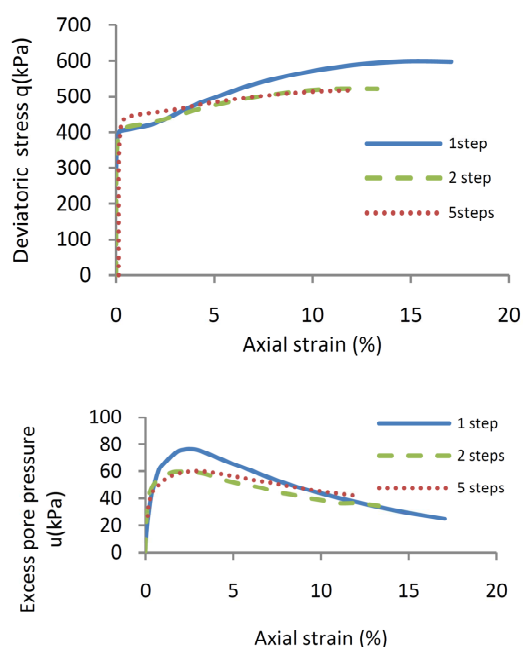 Deviatoric stress q(kPa)
700
600
500
400
300
200
100
0
1step
2 step
5steps
0 5 10 15 20
Axial strain (%)
Excess pore pressure
u(kPa)
100
80
60
40
20
0
1 step
2 steps
5 steps
0 5 10 15 20
Axial strain (%)